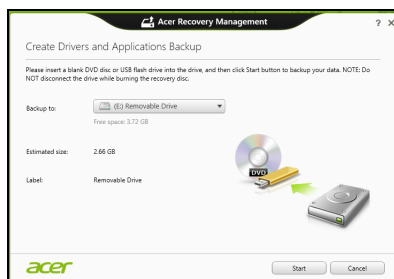 Acer Recovery Management
? X
Create Drivers and Applications Backup
Please insert a blank DVD disc or USB flash drive into the drive, and then click Start button to backup your data. NOTE: Do
NOT disconnect the drive while burning the recovery disc.
Backup to:
(E:) Removable Drive
Free space: 3.72 GB
Estimated size:
2.66 GB
Label:
Removable Drive
DVD
acer
Start
Cancel